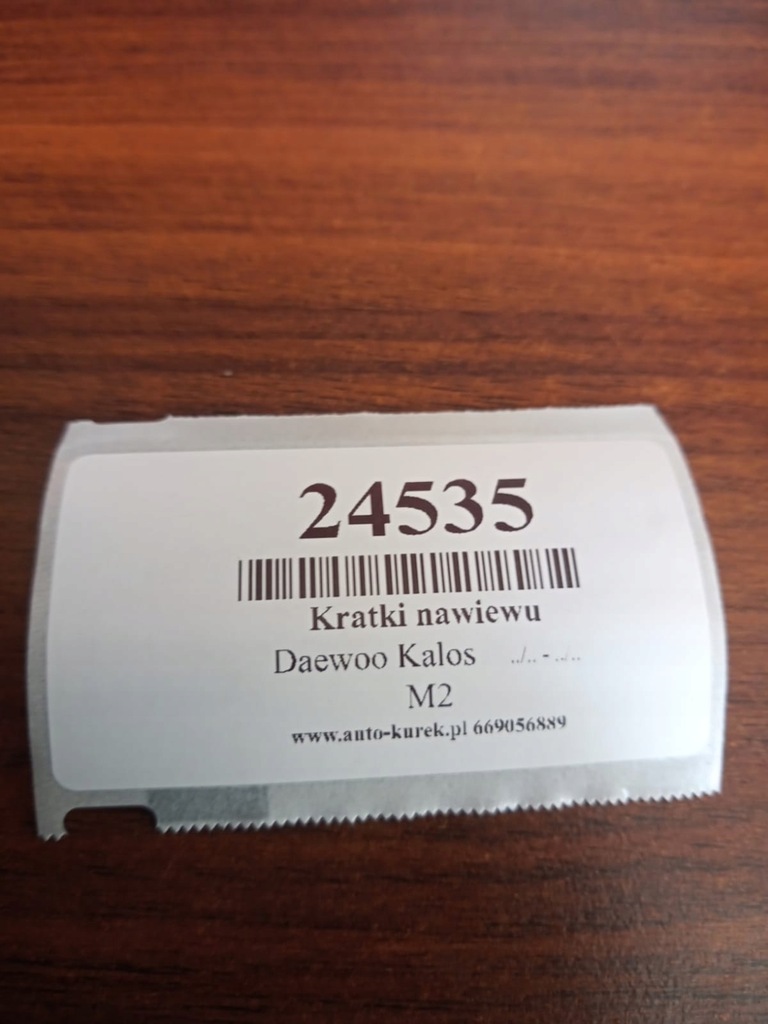 24535
Kratki nawiewu
Daewoo Kalos ../.. - ../..
M2
www.auto-kurek.pl 669056889